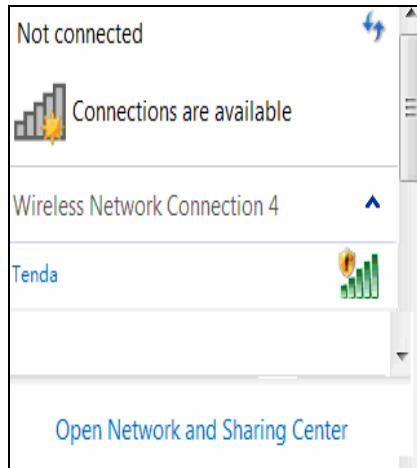 Not connected
Connections are available
Wireless Network Connection 4
Tenda
Open Network and Sharing Center